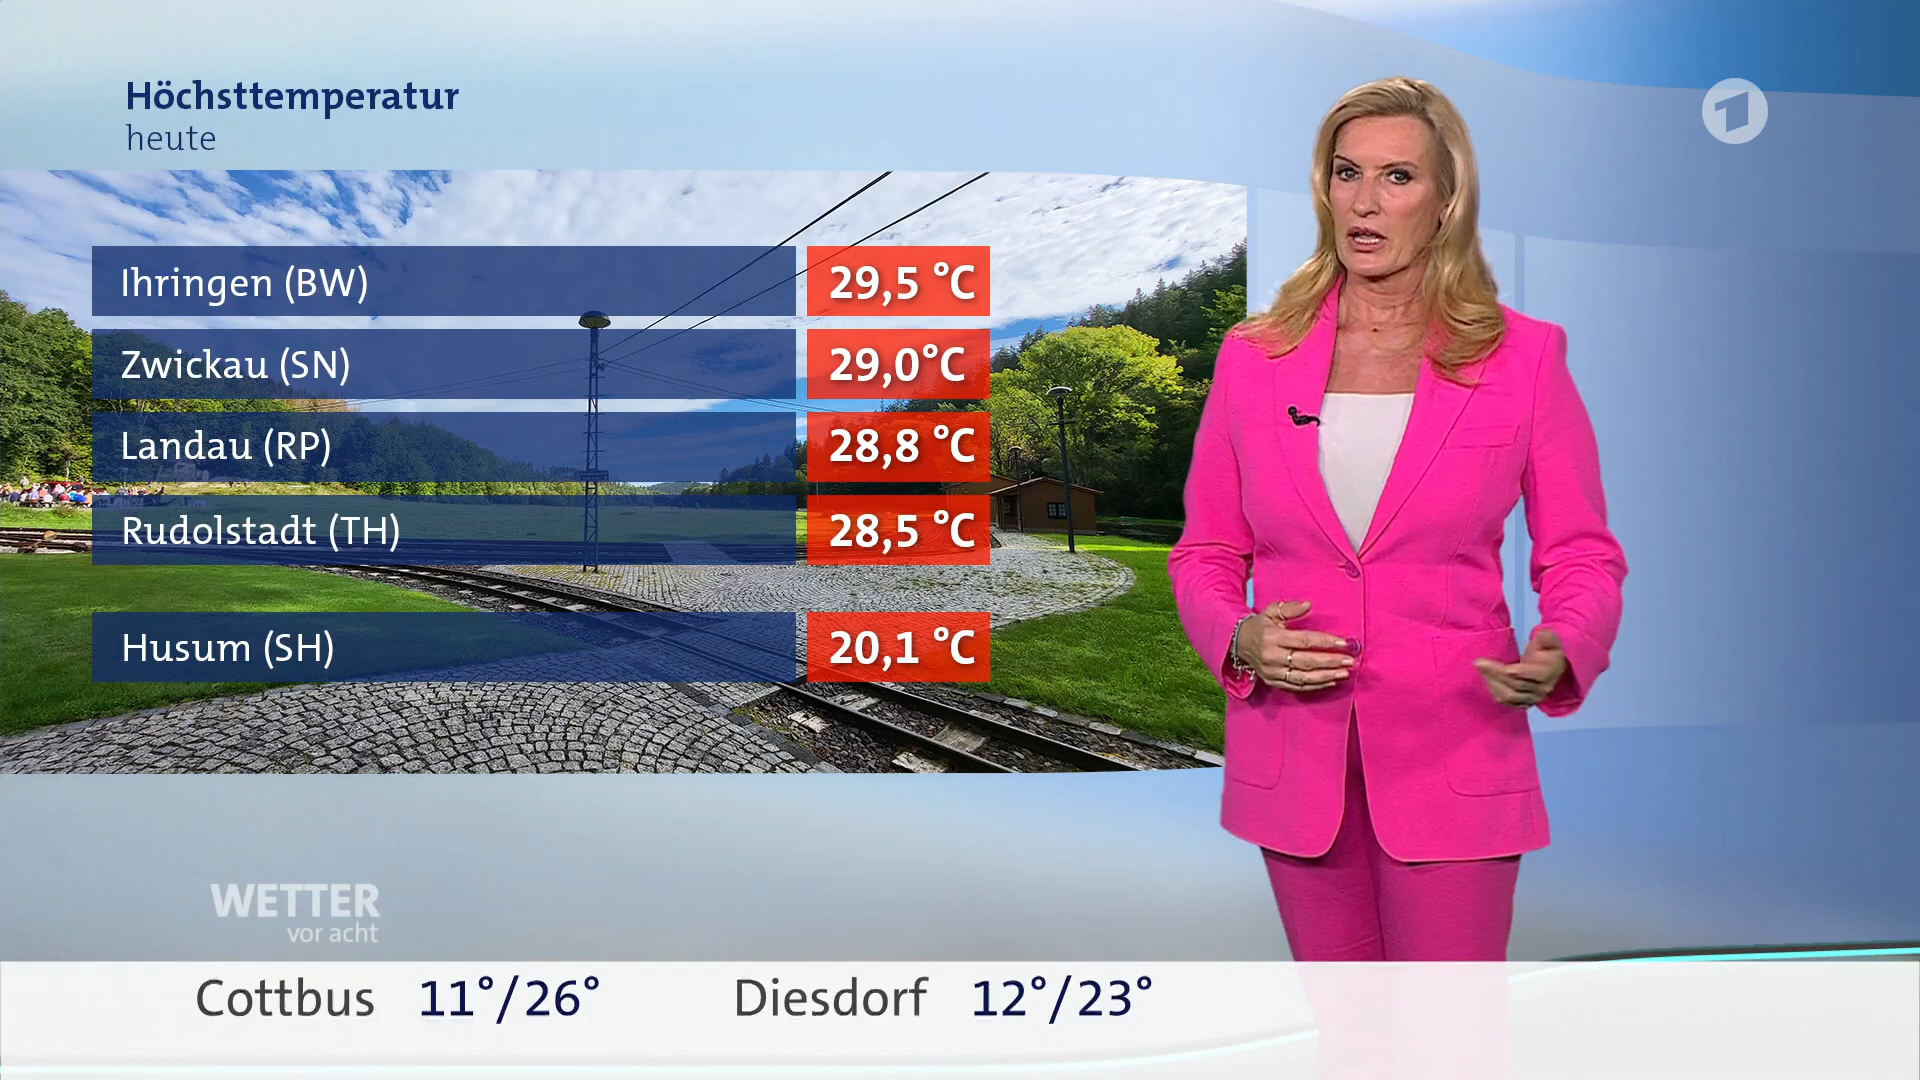 Höchsttemperatur
heute
Ihringen (BW) 29,5 °C
Zwickau (SN) 29,0°C
Landau (RP) 28,8 °C
Rudolstadt (TH) 28,5 °C
Husum (SH) 20,1 °C
WETTER
vor acht
Cottbus 11°/26° Diesdorf 12°/23°